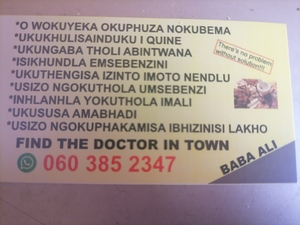 *O WOKUYEKA OKUPHUZA NOKUBEMA
*UKUKHULISAINDUKU I QUINE
*UKUNGABA THOLI ABINTWANA
*ISIKHUNDLA EMSEBENZINI
*UKUTHENGISA IZINTO IMOTO NENDLU
*USIZO NGOKUTHOLA UMSEBENZI
*INHLANHLA YOKUTHOLA IMALI
*UKUSUSA AMABHADI
*USIZO NGOKUPHAKAMISA IBHIZINISI LAKHO
There's no problem
without solution!!!
FIND THE DOCTOR IN TOWN
060 385 2347
BABA ALI